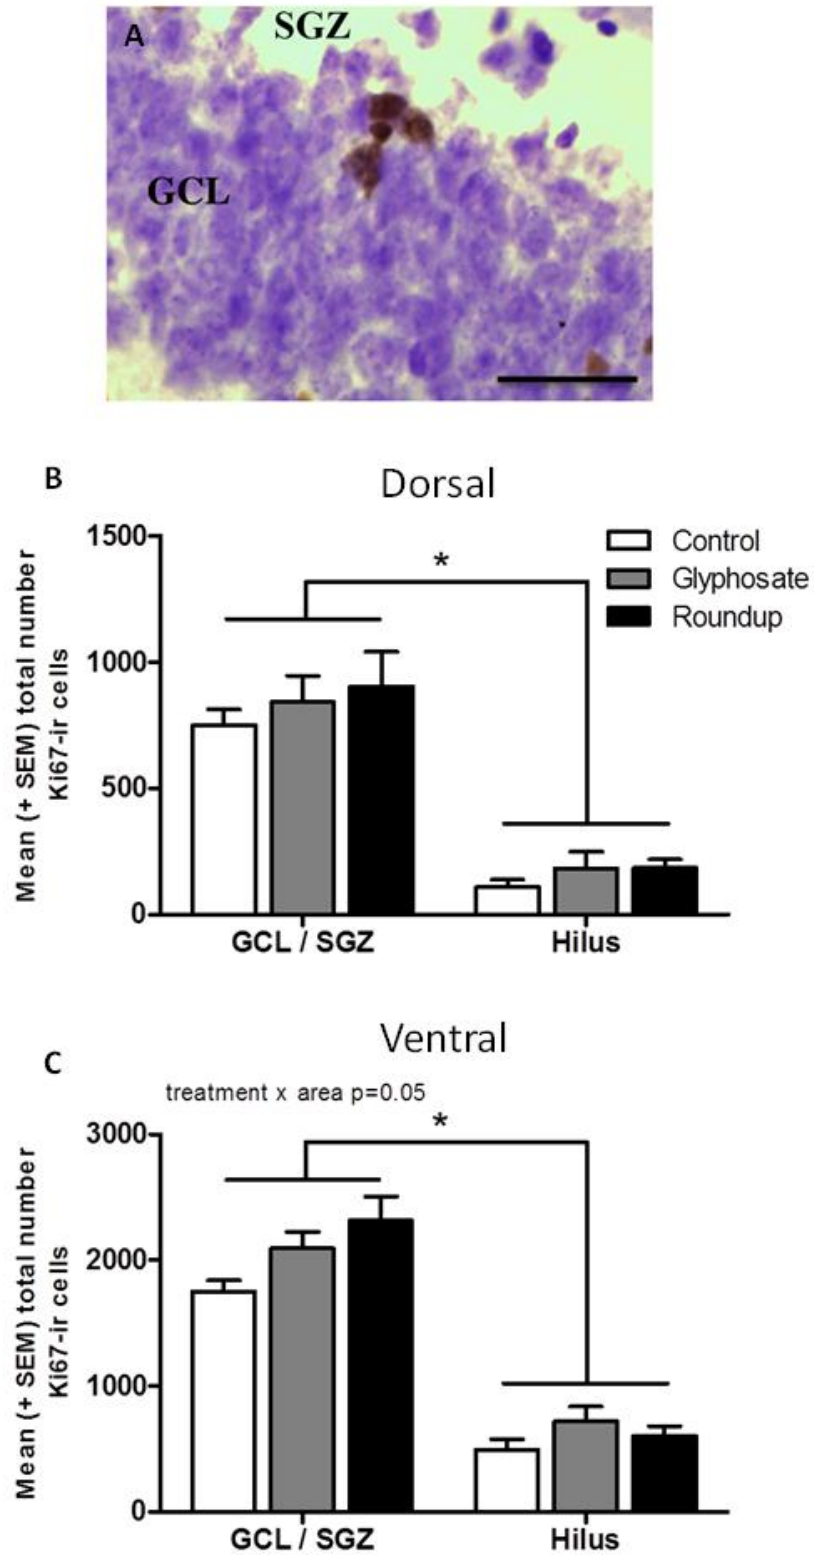 A
SGZ
GCL
B
Dorsal
Mean (+ SEM) total number
Ki67-ir cells
1500
1000
500
0
*
Control
Glyphosate
Roundup
GCL / SGZ
Hilus
C
Ventral
treatment x area p=0.05
*
Mean (+ SEM) total number
Ki67-ir cells
3000
2000
1000
0
GCL / SGZ
Hilus